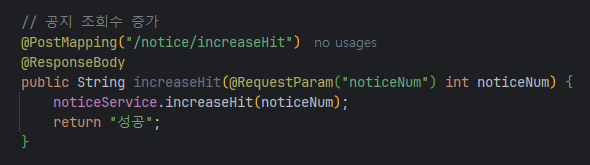 // 공지 조회수 증가
@PostMapping("/notice/increaseHit") no usages
@ResponseBody
public String increaseHit(@RequestParam("noticeNum") int noticeNum) {
    noticeService.increaseHit(noticeNum);
    return "성공";
}